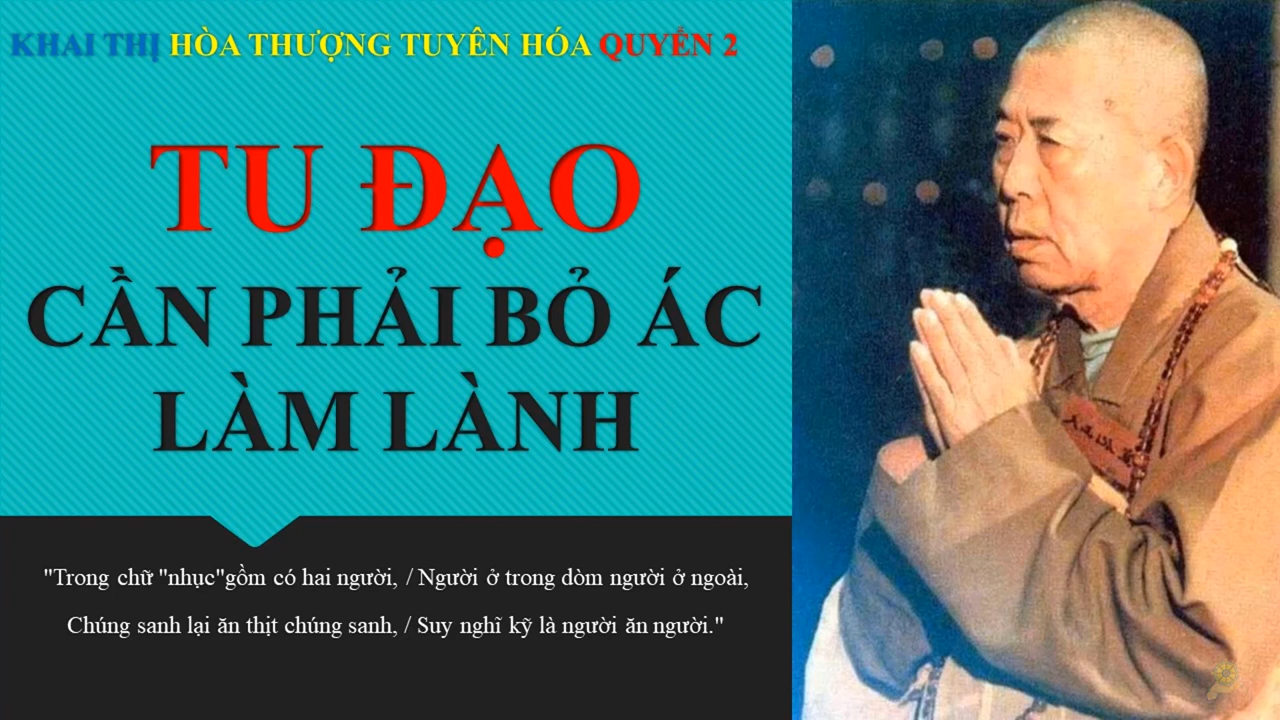 KHAI THỊ HÒA THƯỢNG TUYÊN HÓA QUYỂN 2
TU ĐẠO
CẦN PHẢI BỎ ÁC
LÀM LÀNH
"Trong chữ "nhục"gồm có hai người, / Người ở trong dòm người ở ngoài,
Chúng sanh lại ăn thịt chúng sanh, / Suy nghĩ kỹ là người ăn người."